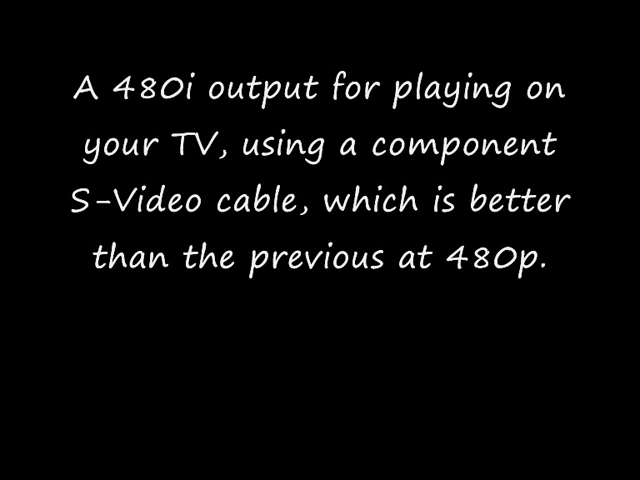 A 480i output for playing on
your TV, using a component
S-Video cable, which is better
than the previous at 480p.